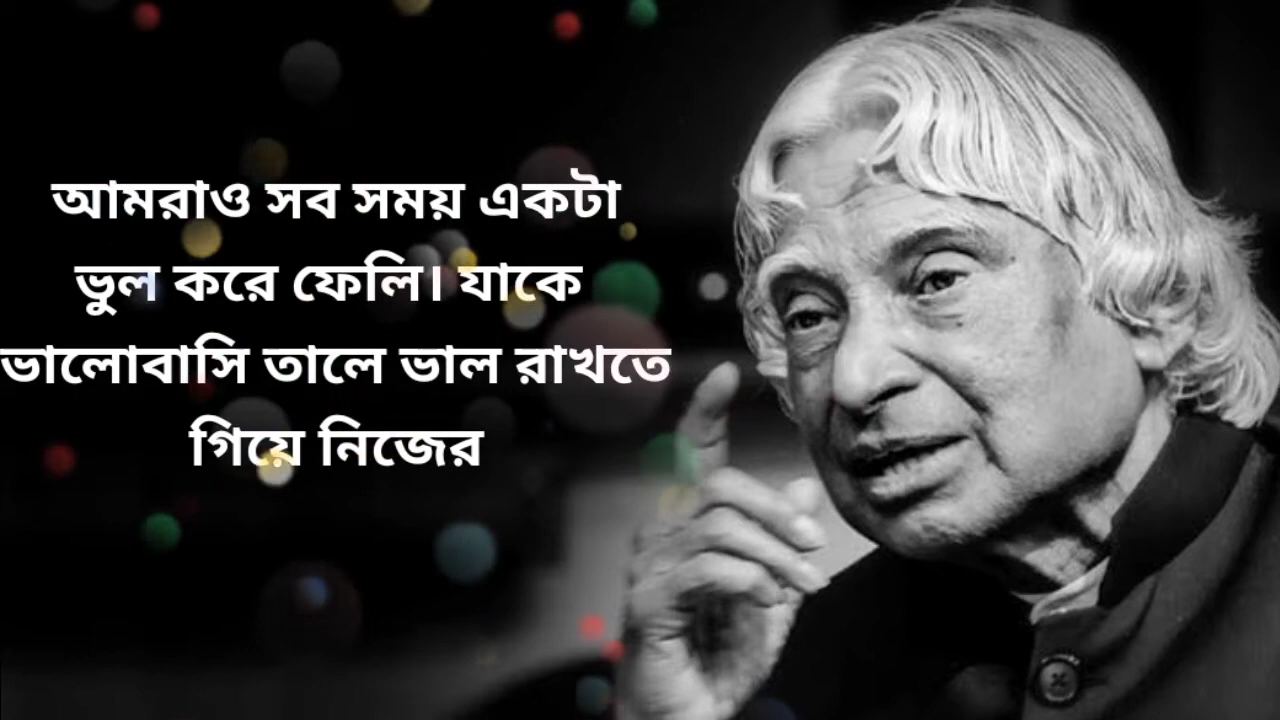 আমরাও সব সময় একটা
ভুল করে ফেলি। যাকে
ভালোবাসি তালে ভাল রাখতে
গিয়ে নিজের